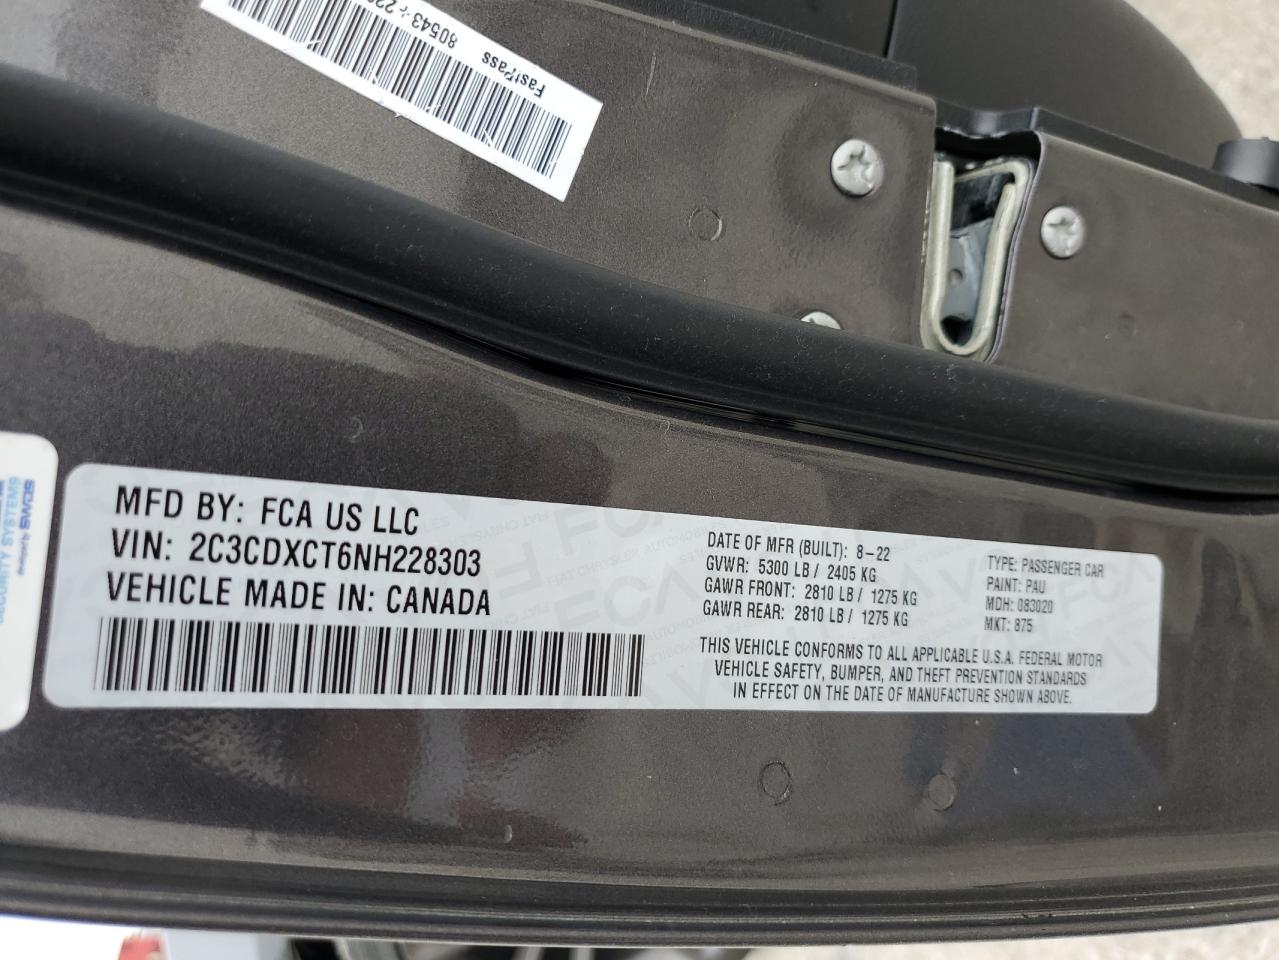 80543
FastPass
SECURITY SYSTEMS
MFD BY: FCA US LLC
VIN: 2C3CDXCT6NH228303
VEHICLE MADE IN: CANADA
DATE OF MFR (BUILT): 8-22
GVWR: 5300 LB / 2405 KG
GAWR FRONT: 2810 LB / 1275 KG
GAWR REAR: 2810 LB / 1275 KG
TYPE: PASSENGER CAR
PAINT: PAU
MDH: 083020
MKT: 875
THIS VEHICLE CONFORMS TO ALL APPLICABLE U.S.A. FEDERAL MOTOR
VEHICLE SAFETY, BUMPER, AND THEFT PREVENTION STANDARDS
IN EFFECT ON THE DATE OF MANUFACTURE SHOWN ABOVE.